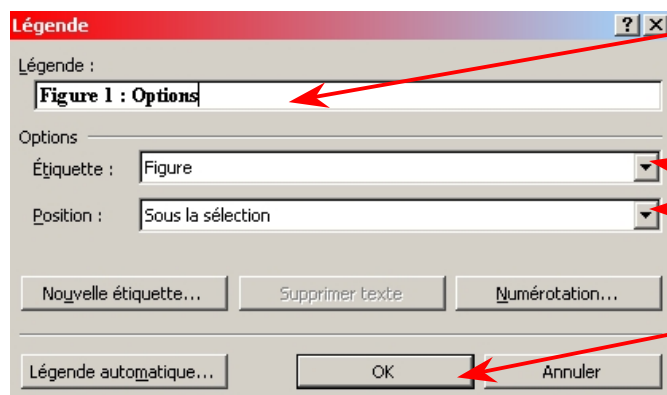 Légende
Légende :
Figure 1 : Options
Options
Étiquette : Figure
Position : Sous la sélection
Nouvelle étiquette... Supprimer texte Numérotation...
Légende automatique... OK Annuler